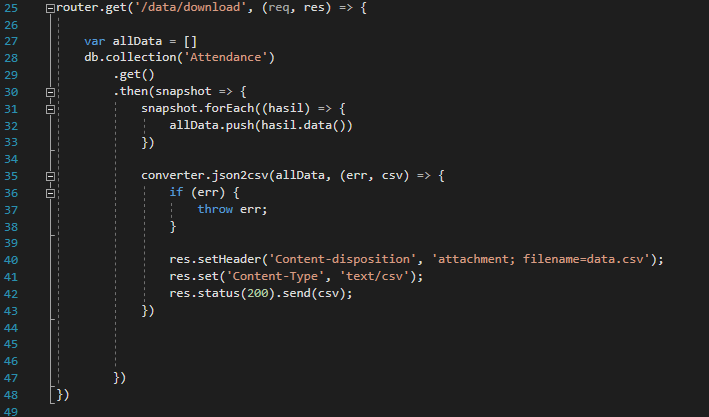 25 router.get('/data/download', (req, res) => {
26
27 var allData = []
28 db.collection('Attendance')
29 .get()
30 .then(snapshot => {
31 snapshot.forEach((hasil) => {
32 allData.push(hasil.data())
33 })
34
35 converter.json2csv(allData, (err, csv) => {
36 if (err) {
37 throw err;
38 }
39
40 res.setHeader('Content-disposition', 'attachment; filename=data.csv');
41 res.set('Content-Type', 'text/csv');
42 res.status(200).send(csv);
43 })
44
45
46
47 })
48 })
49